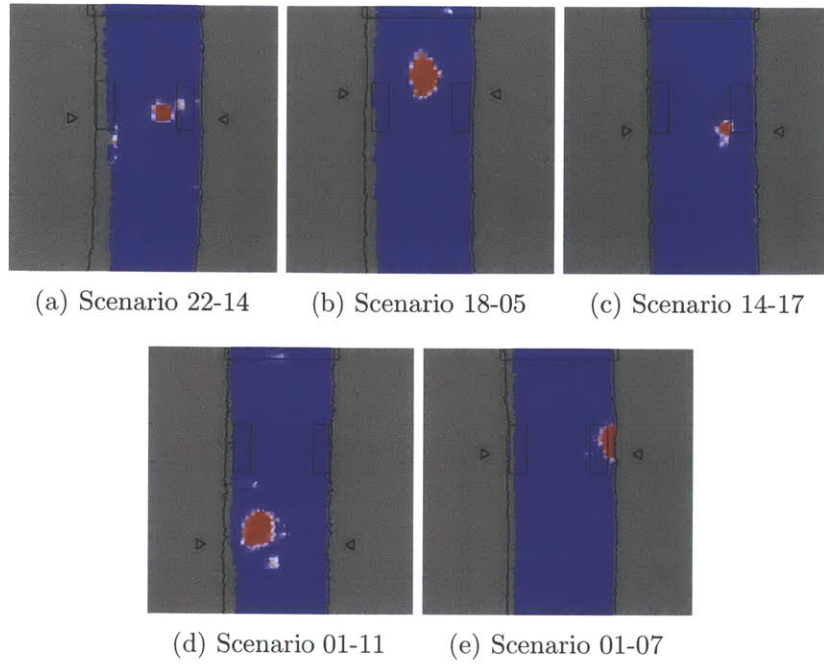 (a) Scenario 22-14
(b) Scenario 18-05
(c) Scenario 14-17
(d) Scenario 01-11
(e) Scenario 01-07